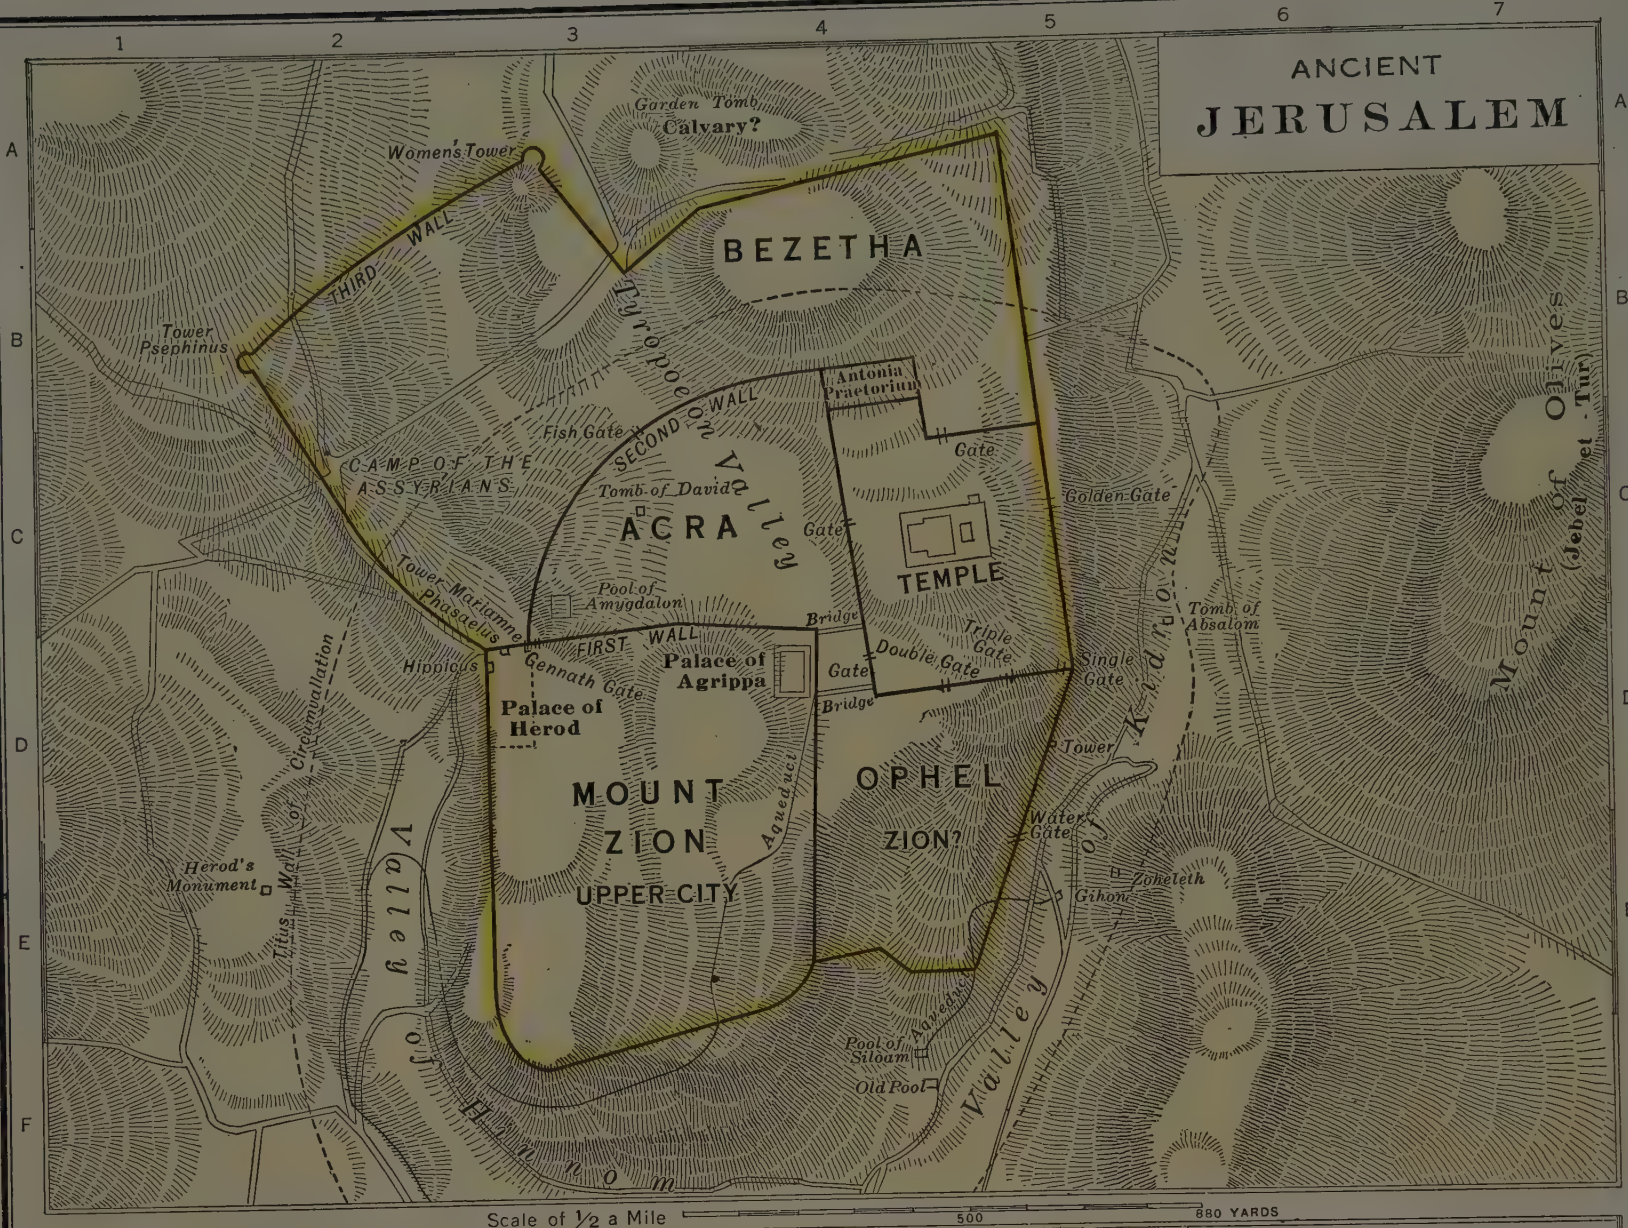 1 2 3 4 5 6 7
ANCIENT
JERUSALEM
A
A
Garden Tomb
Calvary?
Women's Tower
THIRD WALL
BEZETHA
B
B
Tower
Psephinus
Tyropoeon Valley
Antonia
Praetorium
SECOND WALL
Fish Gate
Gate
CAMP OF THE
ASSYRIANS
Tomb of David
ACRA
Golden Gate
C
C
Gate
TEMPLE
Mount of Olives
(Jebel et-Tur)
Tower Mariamne
Phasaelus
Pool of
Amygdalon
Bridge
Triple
Gate
Tomb of
Absalom
FIRST WALL
Hippicus
Gennath Gate
Palace of
Agrippa
Gate
Double Gate
Single
Gate
D
D
Bridge
Palace of
Herod
Tower
MOUNT
ZION
UPPER CITY
Aqueduct
OPHEL
ZION?
Water
Gate
Valley of Kidron
Titus Wal of Circumvallation
Herod's
Monument
Zoheleth
Gihon
E
E
Valley of Hinnom
Aqueduc
Pool of
Siloam
Old Pool
F
Scale of 1/2 a Mile 500 880 YARDS